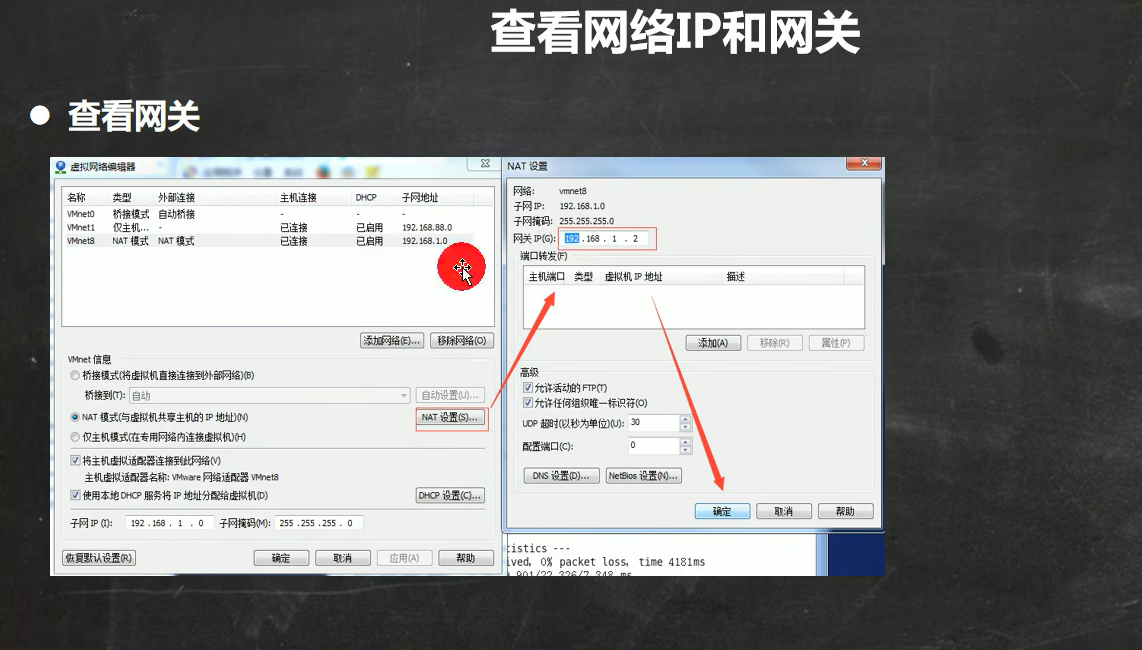 查看网络IP和网关
● 查看网关
虚拟网络编辑器
名称 类型 外部连接 主机连接 DHCP 子网地址
VMnet0 桥接模式 自动桥接 - - -
VMnet1 仅主机... - 已连接 已启用 192.168.88.0
VMnet8 NAT 模式 NAT 模式 已连接 已启用 192.168.1.0
添加网络(E)... 移除网络(O)
VMnet 信息
桥接模式(将虚拟机直接连接到外部网络)(B)
桥接到(T): 自动 自动设置(U)...
NAT 模式(与虚拟机共享主机的 IP 地址)(N) NAT 设置(S)...
仅主机模式(在专用网络内连接虚拟机)(H)
将主机虚拟适配器连接到此网络(V)
主机虚拟适配器名称: VMware 网络适配器 VMnet8
使用本地 DHCP 服务将 IP 地址分配给虚拟机(D) DHCP 设置(C)...
子网 IP (I): 192 .168 . 1 . 0 子网掩码(M): 255 .255 .255 . 0
恢复默认设置(R) 确定 取消 应用(A) 帮助
NAT 设置
网络: vmnet8
子网 IP: 192.168.1.0
子网掩码: 255.255.255.0
网关 IP(G): 192 .168 . 1 . 2
端口转发(F)
主机端口 类型 虚拟机 IP 地址 描述
添加(A) 移除(R) 属性(P)
高级
允许活动的 FTP(T)
允许任何组织唯一标识符(O)
UDP 超时(以秒为单位)(U): 30
配置端口(C): 0
DNS 设置(D)... NetBios 设置(N)...
确定 取消 帮助
tistics ---
ived, 0% packet loss, time 4181ms